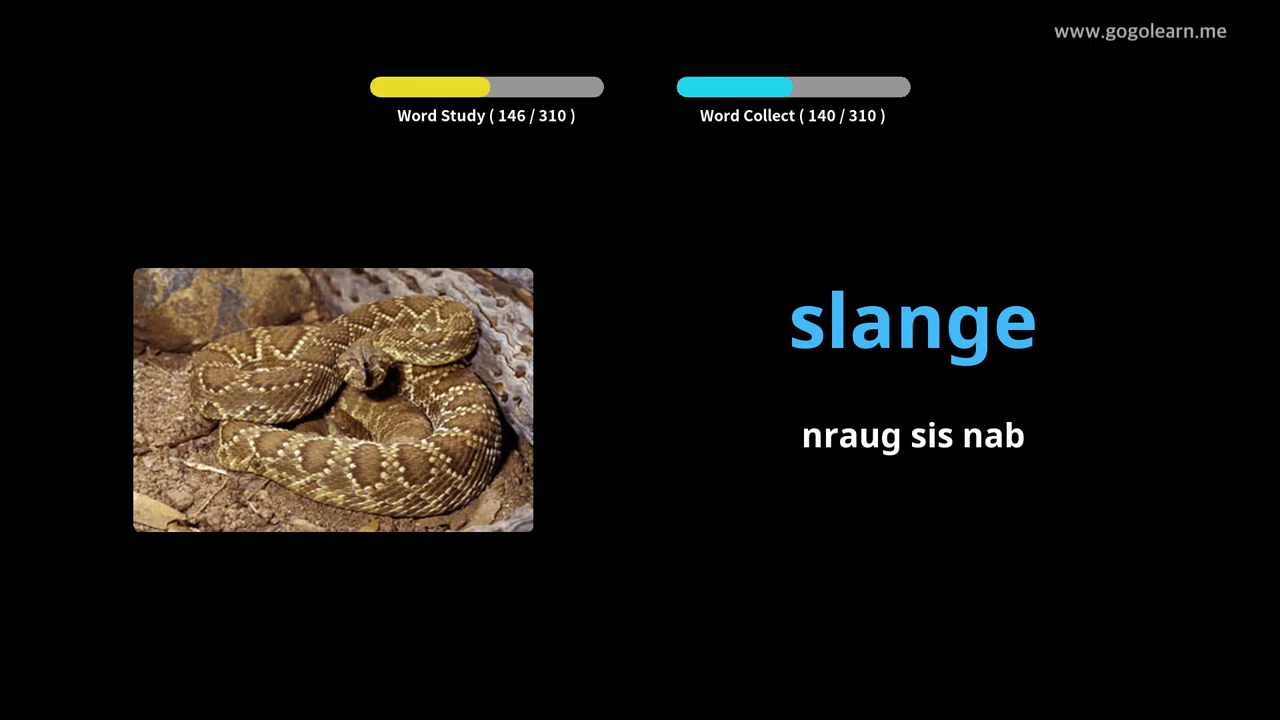 www.gogolearn.me
Word Study ( 146 / 310 )
Word Collect ( 140 / 310 )
slange
nraug sis nab